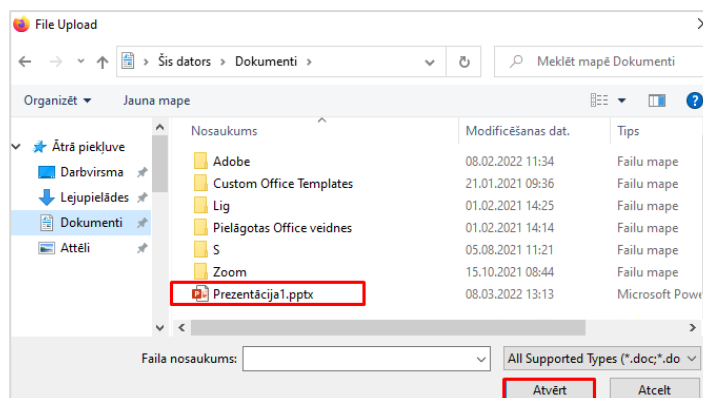 File Upload
Šis dators › Dokumenti ›
Meklēt mapē Dokumenti
Organizēt
Jauna mape
Nosaukums Modificēšanas dat. Tips
Ātrā piekļuve
Darbvirsma
Lejupielādes
Dokumenti
Attēli
Adobe 08.02.2022 11:34 Failu mape
Custom Office Templates 21.01.2021 09:36 Failu mape
Lig 01.02.2022 14:25 Failu mape
Pielāgotas Office veidnes 01.02.2022 14:14 Failu mape
S 05.08.2021 11:21 Failu mape
Zoom 15.10.2021 08:44 Failu mape
Prezentācija1.pptx 08.03.2022 13:13 Microsoft Powe
Faila nosaukums:
All Supported Types (*.doc;*.do
Atvērt Atcelt